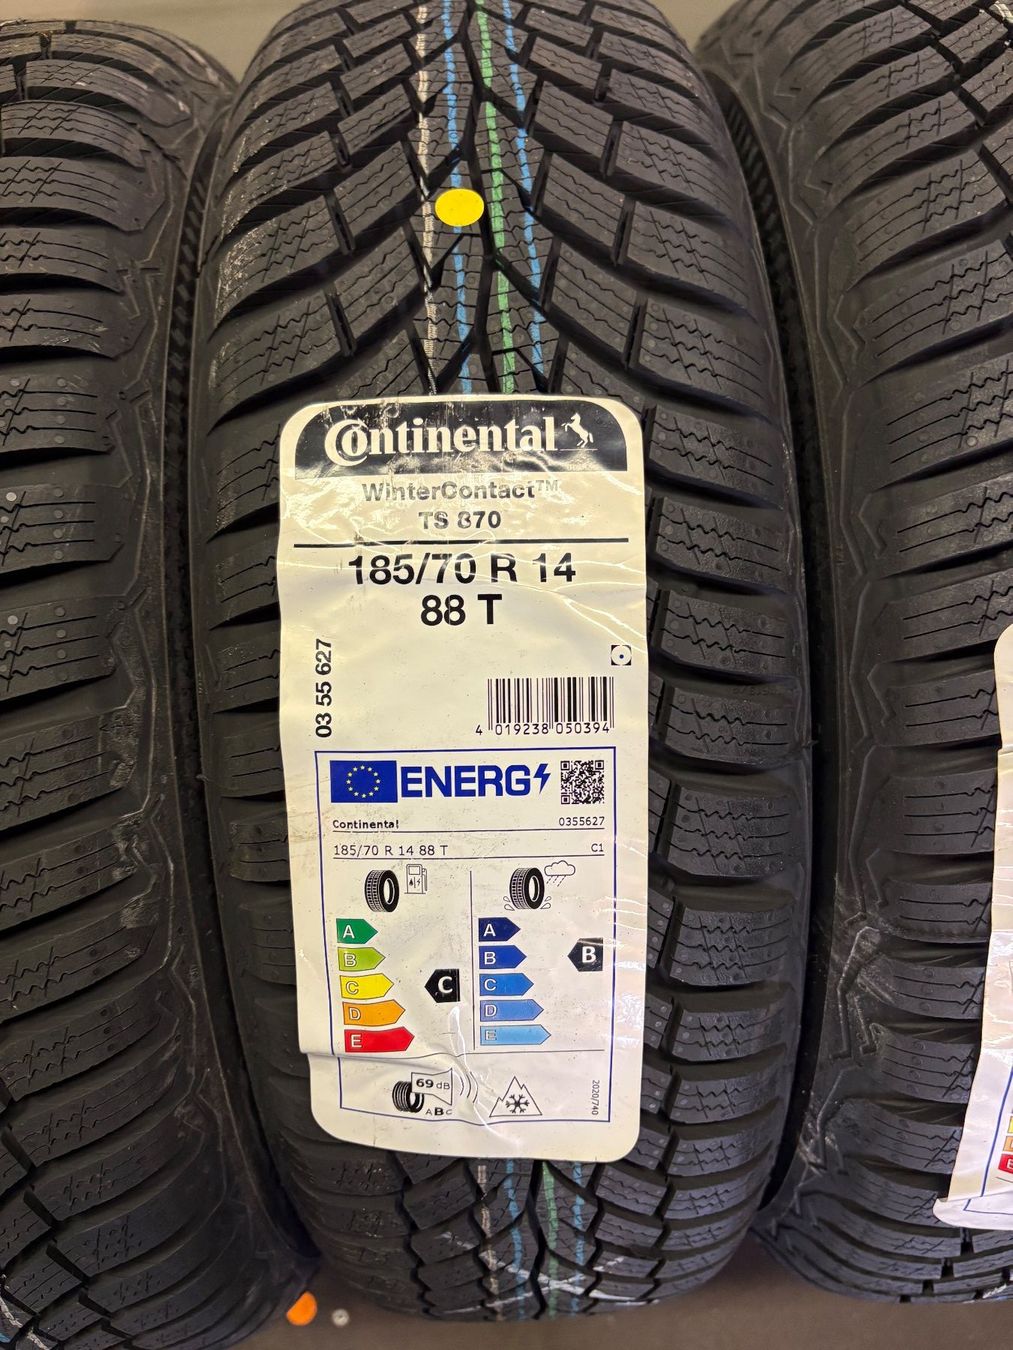 Continental
WinterContact™
TS 870
185/70 R 14
88 T
03 55 627
4 019238 050394
ENERG
Continental
0355627
185/70 R 14 88 T
C1
A
B
C
D
E
C
A
B
C
D
E
B
69 dB
ABC
2020/740
E